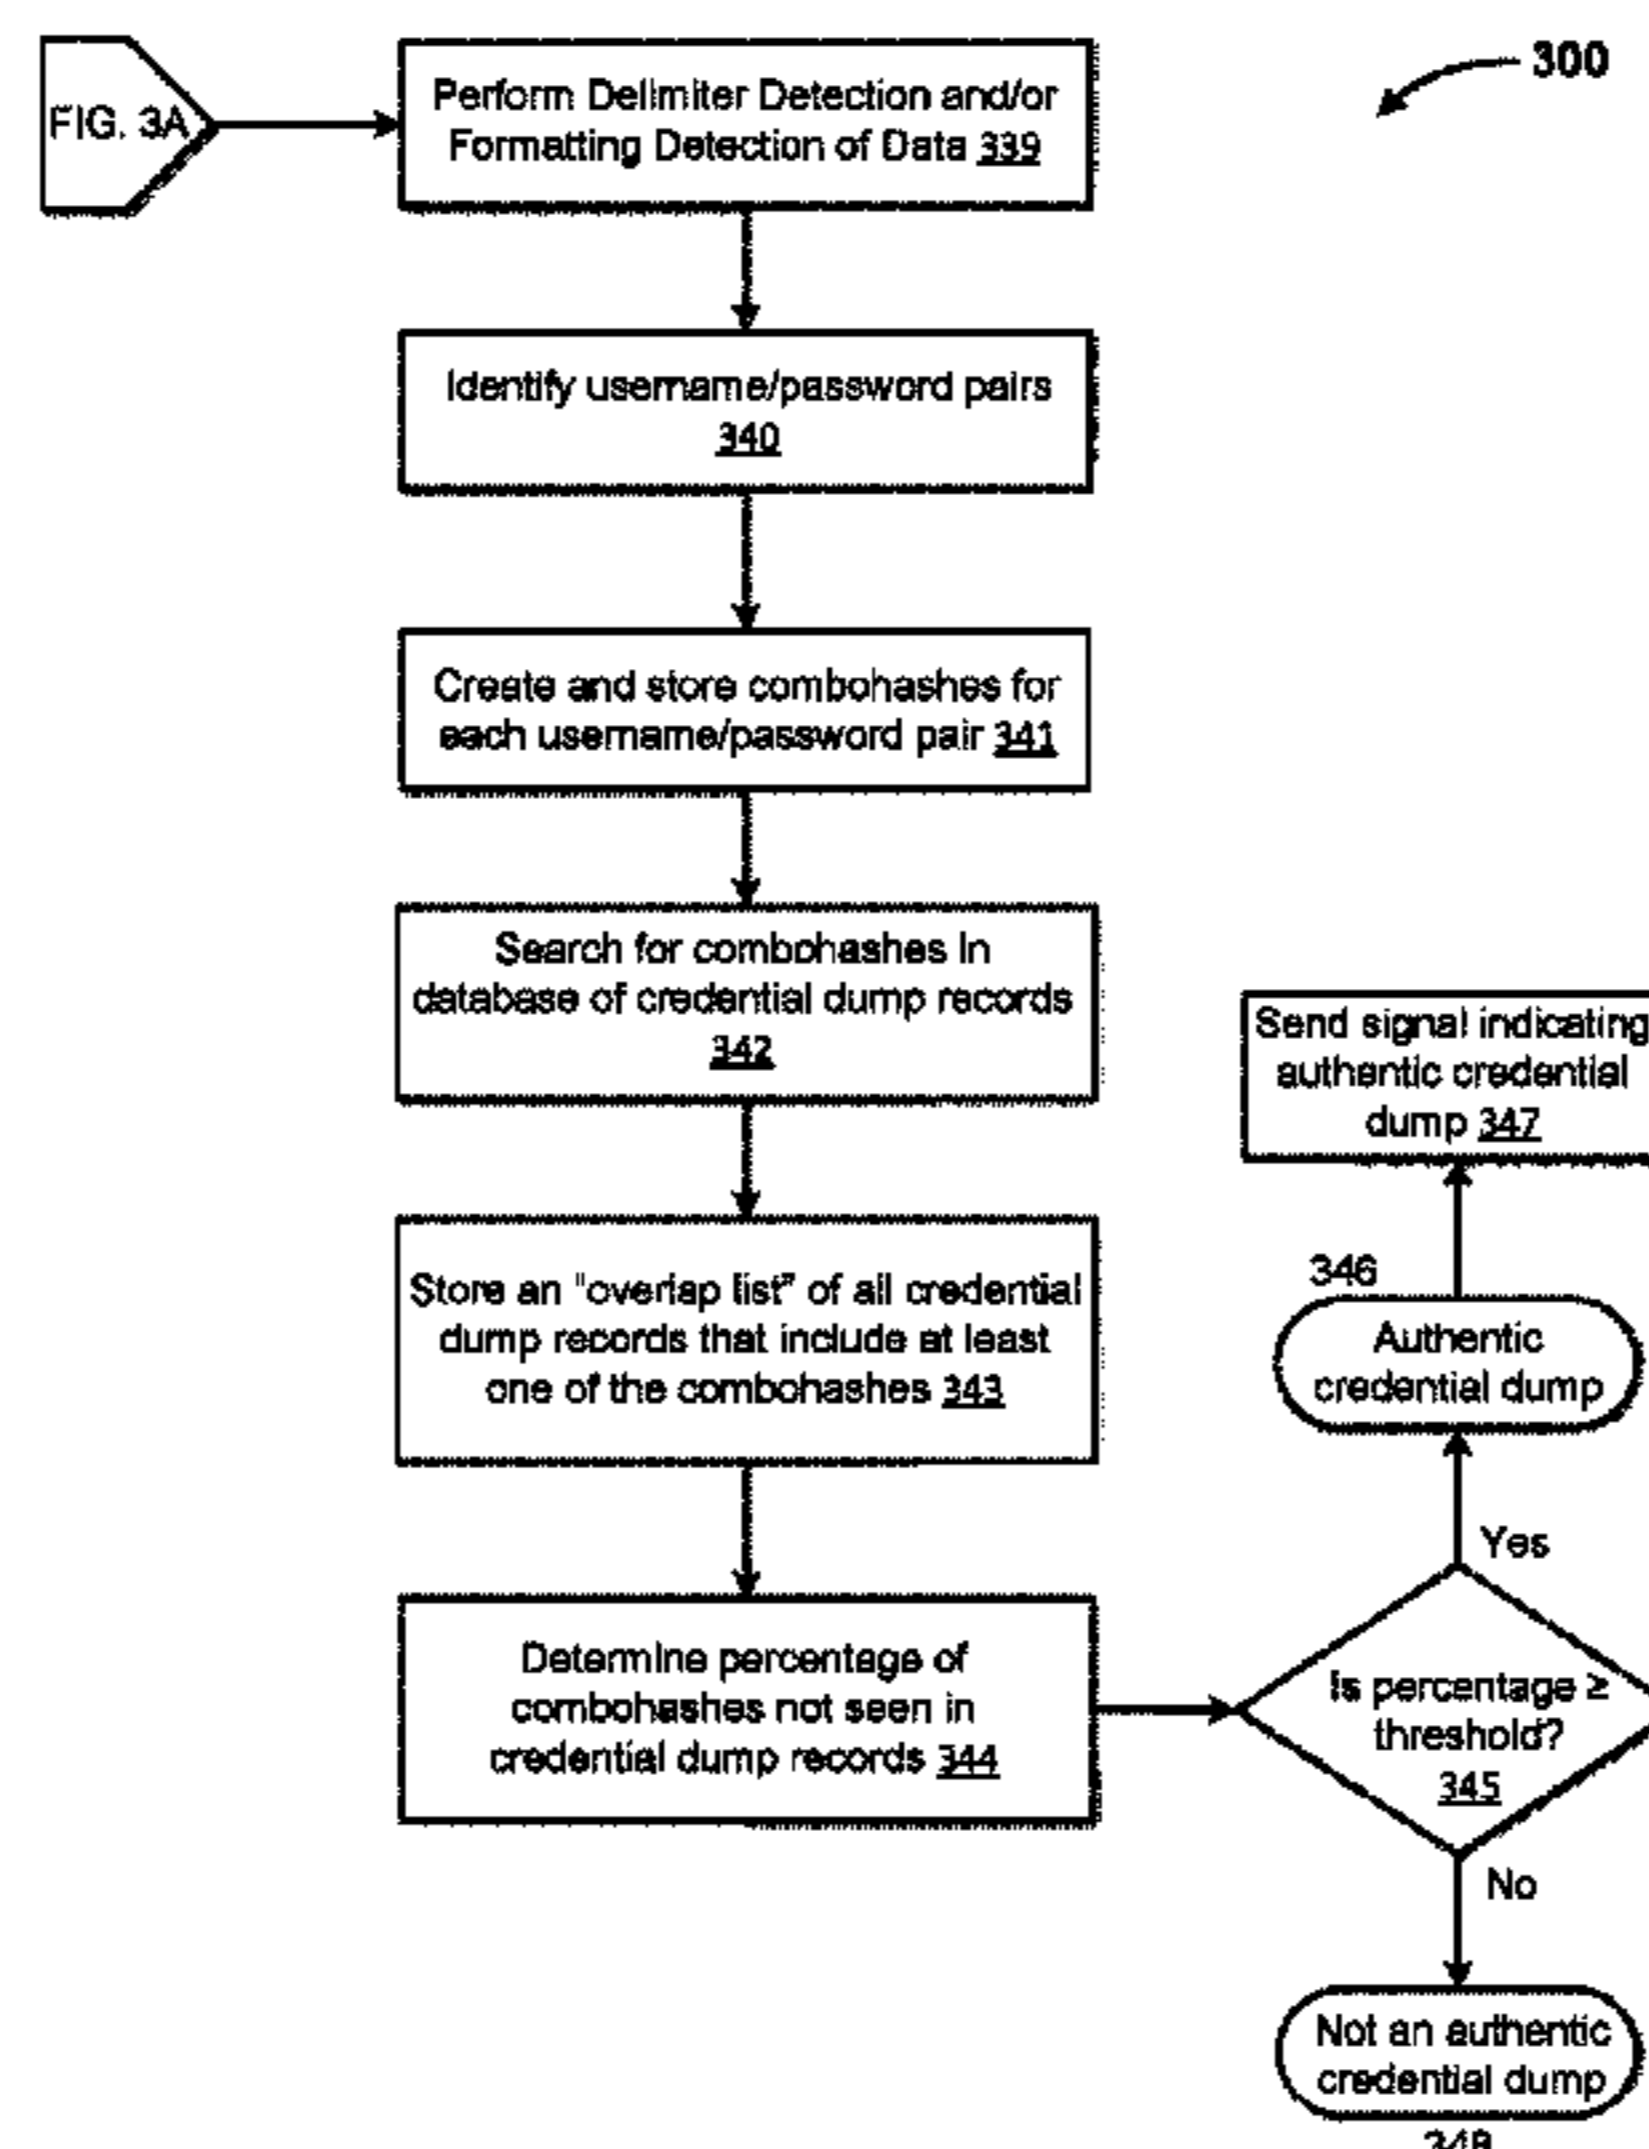 300
FIG. 3A
Perform Delimiter Detection and/or
Formatting Detection of Data 339
Identify username/password pairs
340
Create and store combohashes for
each username/password pair 341
Search for combohashes in
database of credential dump records
342
Store an "overlap list" of all credential
dump records that include at least
one of the combohashes 343
Determine percentage of
combohashes not seen in
credential dump records 344
Is percentage ≥
threshold?
345
Yes
346
Authentic
credential dump
Send signal indicating
authentic credential
dump 347
No
Not an authentic
credential dump
348